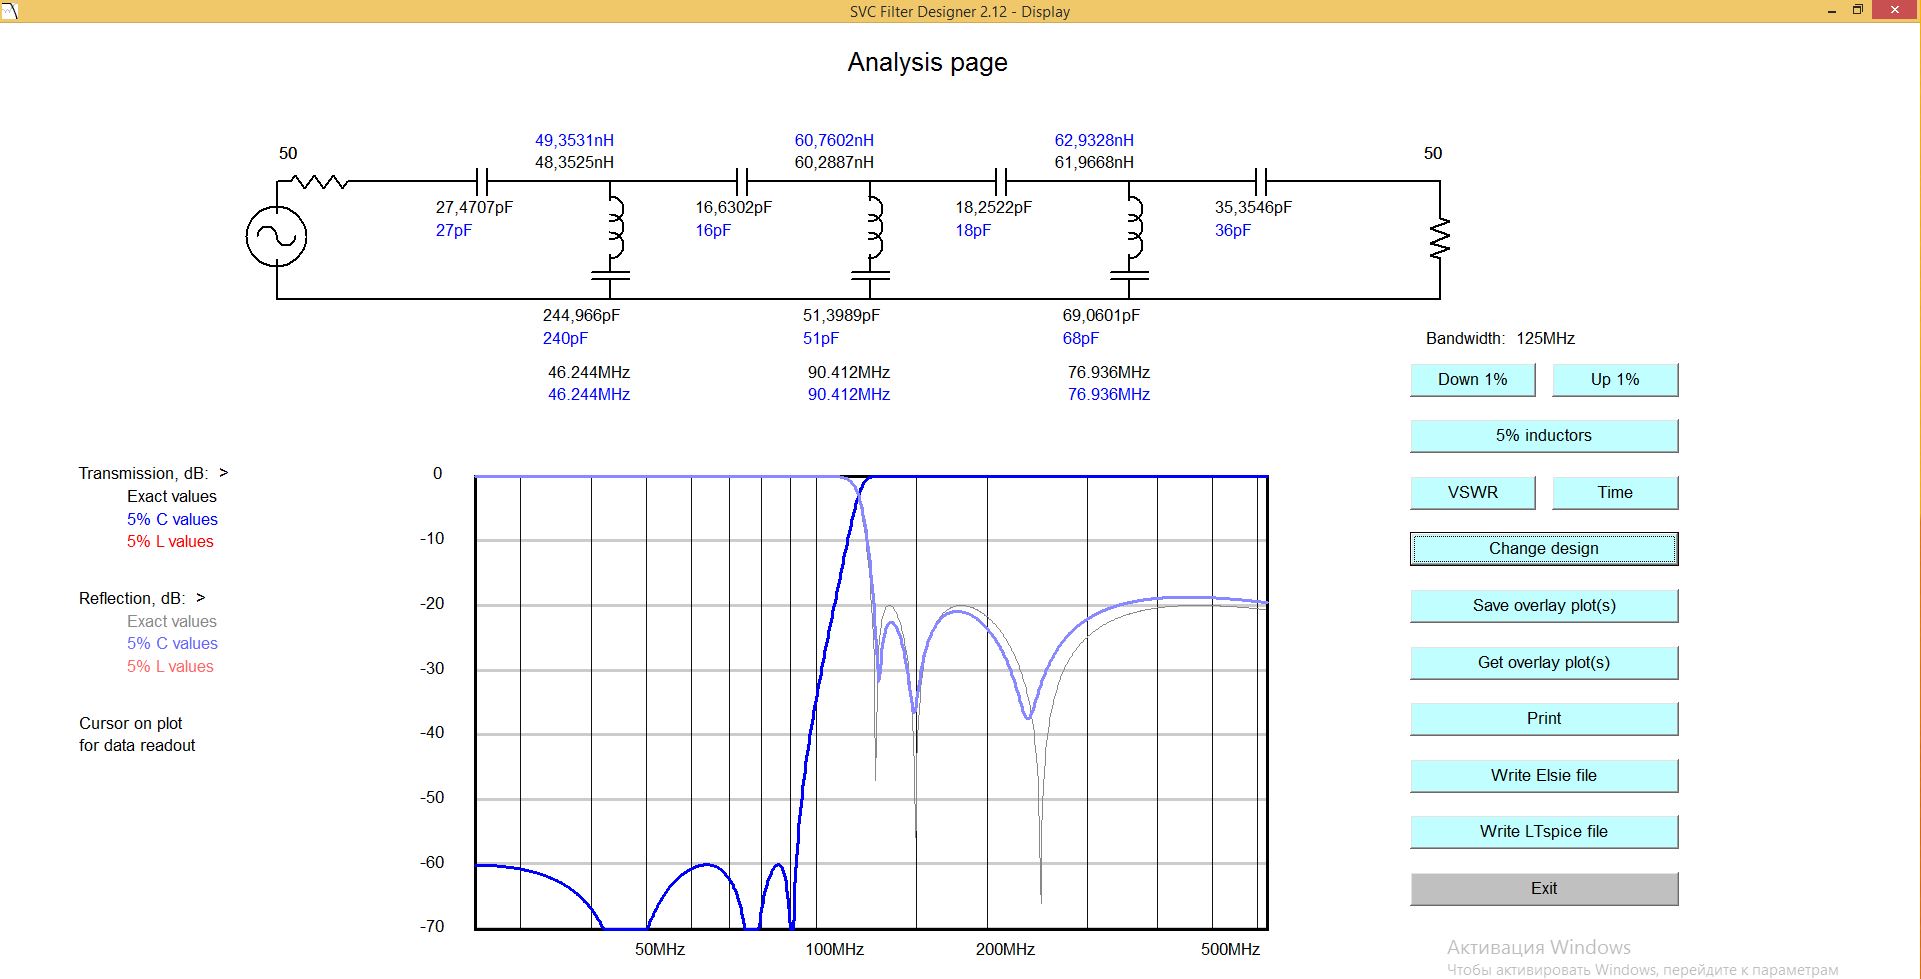 SVC Filter Designer 2.12 - Display
Analysis page
49,3531nH 60,7602nH 62,9328nH
50 48,3525nH 60,2887nH 61,9668nH 50
27,4707pF 16,6302pF 18,2522pF 35,3546pF
27pF 16pF 18pF 36pF
244,966pF 51,3989pF 69,0601pF
240pF 51pF 68pF
46.244MHz 90.412MHz 76.936MHz
46.244MHz 90.412MHz 76.936MHz
Bandwidth: 125MHz
Down 1% Up 1%
5% inductors
VSWR Time
Change design
Save overlay plot(s)
Get overlay plot(s)
Print
Write Elsie file
Write LTspice file
Exit
Transmission, dB: >
Exact values
5% C values
5% L values
Reflection, dB: >
Exact values
5% C values
5% L values
Cursor on plot
for data readout
0
-10
-20
-30
-40
-50
-60
-70
50MHz 100MHz 200MHz 500MHz
Активация Windows
Чтобы активировать Windows, перейдите к параметрам